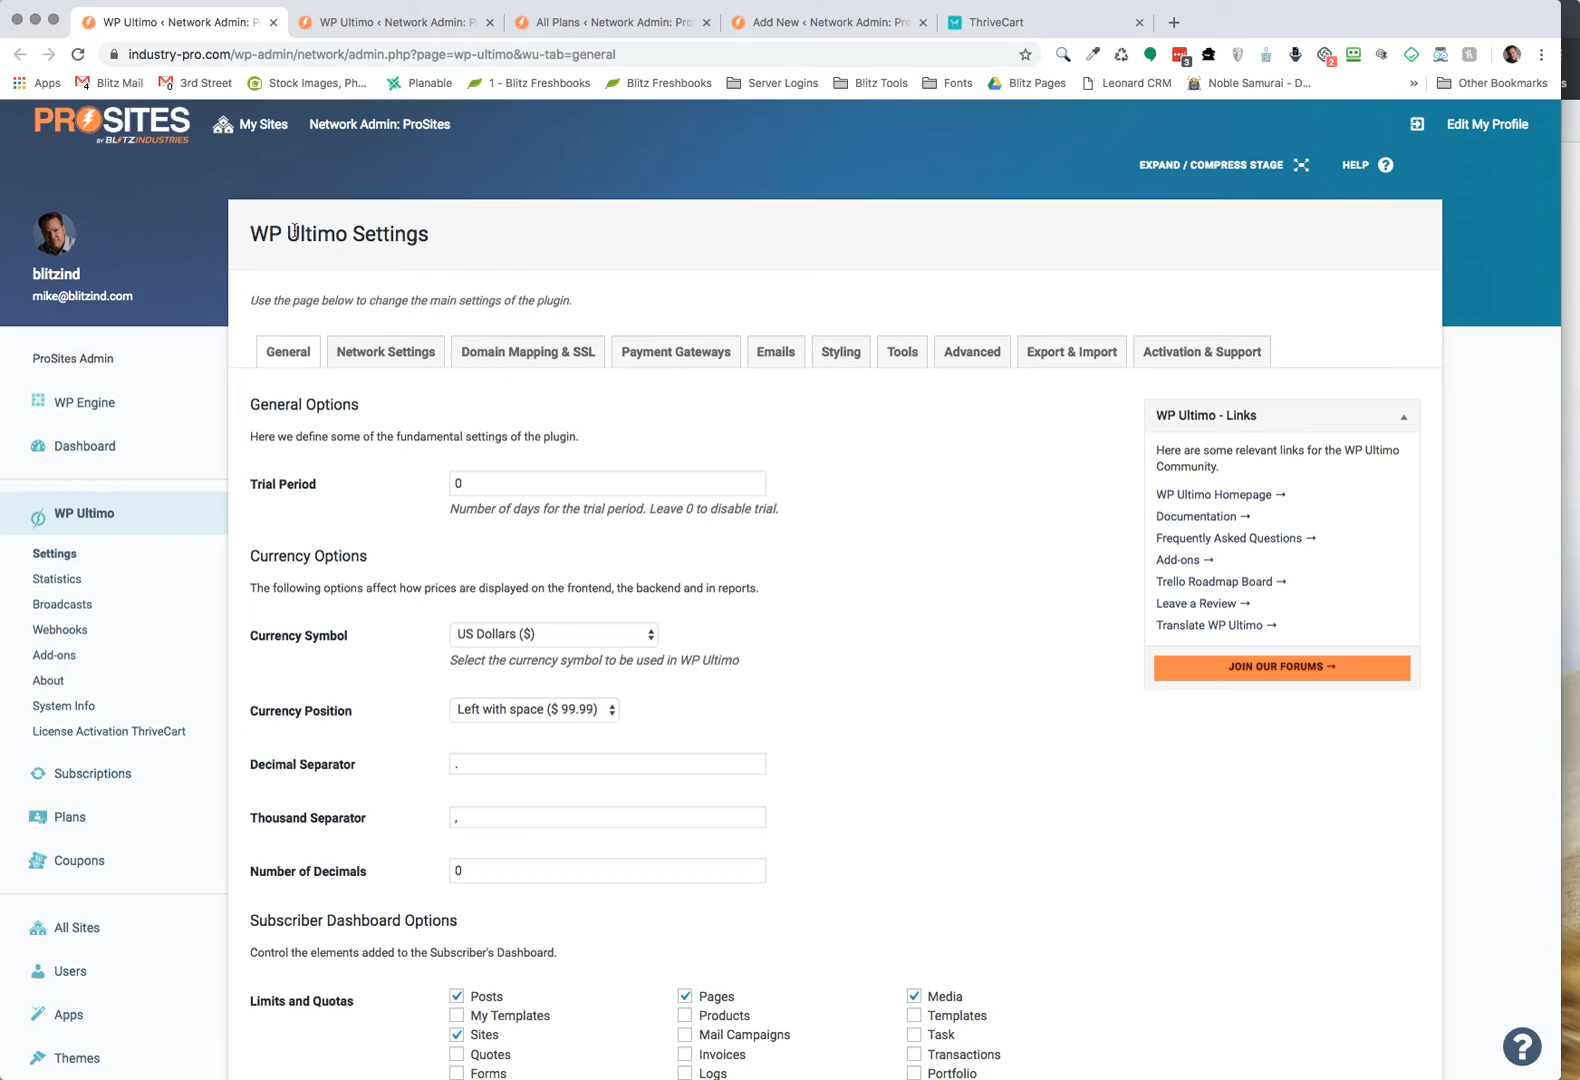 WP Ultimo ‹ Network Admin: P
WP Ultimo ‹ Network Admin: P
All Plans ‹ Network Admin: Pro
Add New ‹ Network Admin: Pro
ThriveCart
industry-pro.com/wp-admin/network/admin.php?page=wp-ultimo&wu-tab=general
Apps
Blitz Mail
3rd Street
Stock Images, Ph...
Planable
1 - Blitz Freshbooks
Blitz Freshbooks
Server Logins
Blitz Tools
Fonts
Blitz Pages
Leonard CRM
Noble Samurai - D...
»
Other Bookmarks
PROSITES
BY BLITZINDUSTRIES
My Sites
Network Admin: ProSites
Edit My Profile
EXPAND / COMPRESS STAGE
HELP
blitzind
mike@blitzind.com
ProSites Admin
WP Engine
Dashboard
WP Ultimo
Settings
Statistics
Broadcasts
Webhooks
Add-ons
About
System Info
License Activation ThriveCart
Subscriptions
Plans
Coupons
All Sites
Users
Apps
Themes
WP Ultimo Settings
Use the page below to change the main settings of the plugin.
General
Network Settings
Domain Mapping & SSL
Payment Gateways
Emails
Styling
Tools
Advanced
Export & Import
Activation & Support
General Options
Here we define some of the fundamental settings of the plugin.
Trial Period
0
Number of days for the trial period. Leave 0 to disable trial.
Currency Options
The following options affect how prices are displayed on the frontend, the backend and in reports.
Currency Symbol
US Dollars ($)
Select the currency symbol to be used in WP Ultimo
Currency Position
Left with space ($ 99.99)
Decimal Separator
.
Thousand Separator
,
Number of Decimals
0
Subscriber Dashboard Options
Control the elements added to the Subscriber's Dashboard.
Limits and Quotas
Posts
Pages
Media
My Templates
Products
Templates
Sites
Mail Campaigns
Task
Quotes
Invoices
Transactions
Forms
Logs
Portfolio
WP Ultimo - Links
Here are some relevant links for the WP Ultimo
Community.
WP Ultimo Homepage →
Documentation →
Frequently Asked Questions →
Add-ons →
Trello Roadmap Board →
Leave a Review →
Translate WP Ultimo →
JOIN OUR FORUMS →